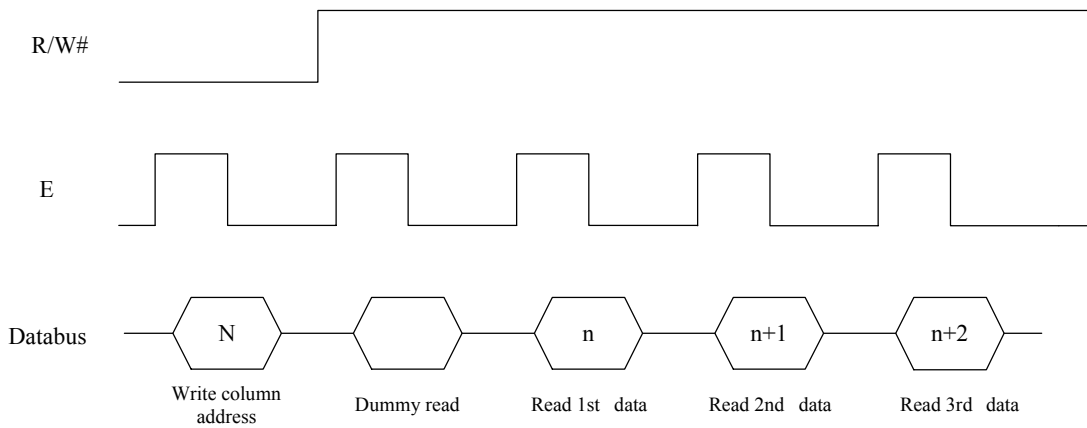 R/W#
E
Databus
N
n
n+1
n+2
Write column
address
Dummy read
Read 1st data
Read 2nd data
Read 3rd data